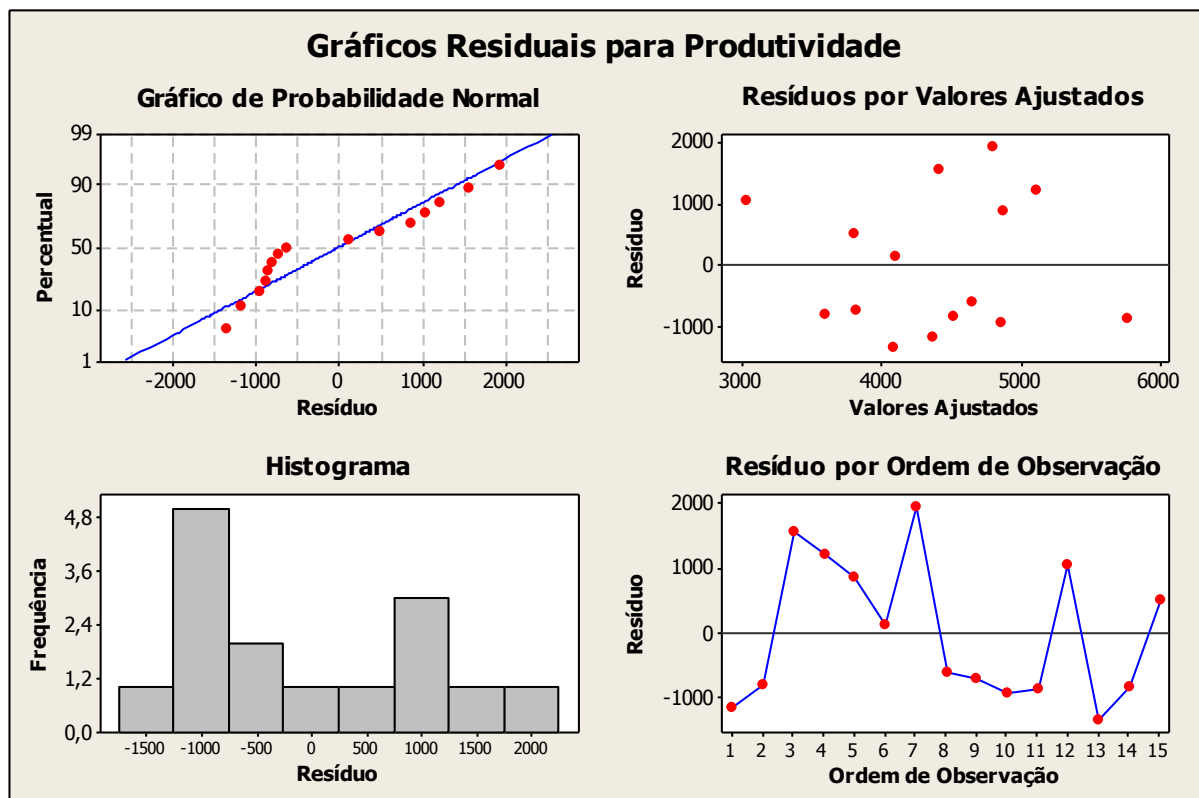 Gráficos Residuais para Produtividade
Gráfico de Probabilidade Normal
99
90
50
10
1
Percentual
-2000 -1000 0 1000 2000
Resíduo
Resíduos por Valores Ajustados
2000
1000
0
-1000
Resíduo
3000 4000 5000 6000
Valores Ajustados
Histograma
4,8
3,6
2,4
1,2
0,0
Frequência
-1500 -1000 -500 0 500 1000 1500 2000
Resíduo
Resíduo por Ordem de Observação
2000
1000
0
-1000
Resíduo
1 2 3 4 5 6 7 8 9 10 11 12 13 14 15
Ordem de Observação